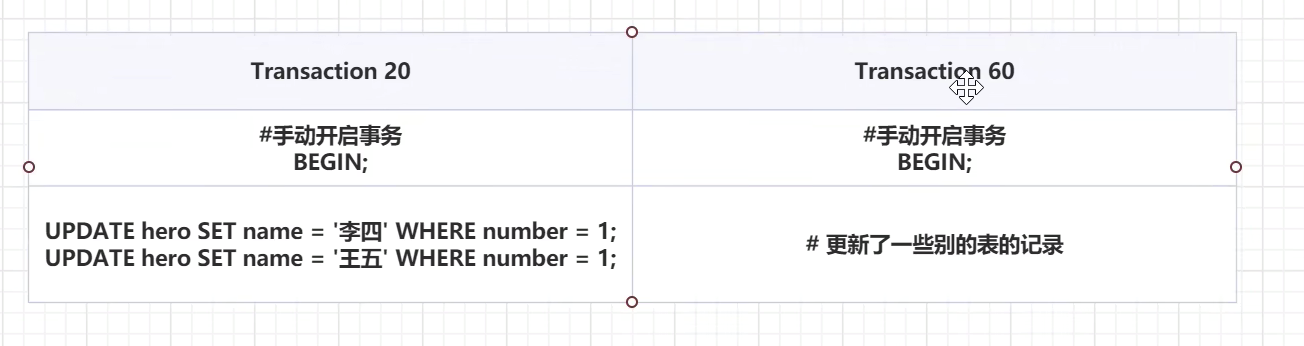 Transaction 20
Transaction 60
#手动开启事务
BEGIN;
#手动开启事务
BEGIN;
UPDATE hero SET name = '李四' WHERE number = 1;
UPDATE hero SET name = '王五' WHERE number = 1;
# 更新了一些别的表的记录